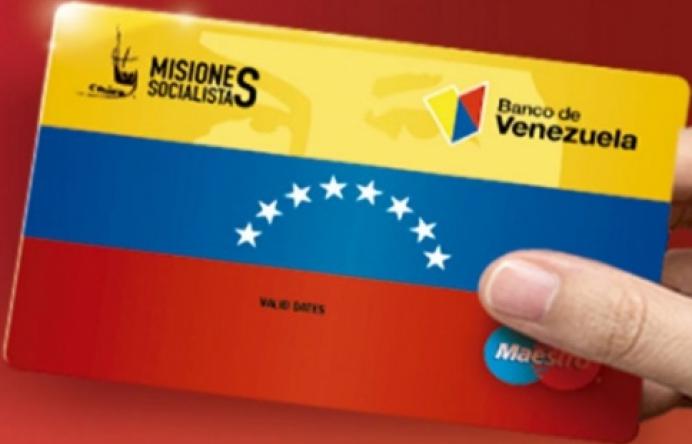 MISIONES
SOCIALISTAS
Banco de
Venezuela
VALID DATES
Maestro